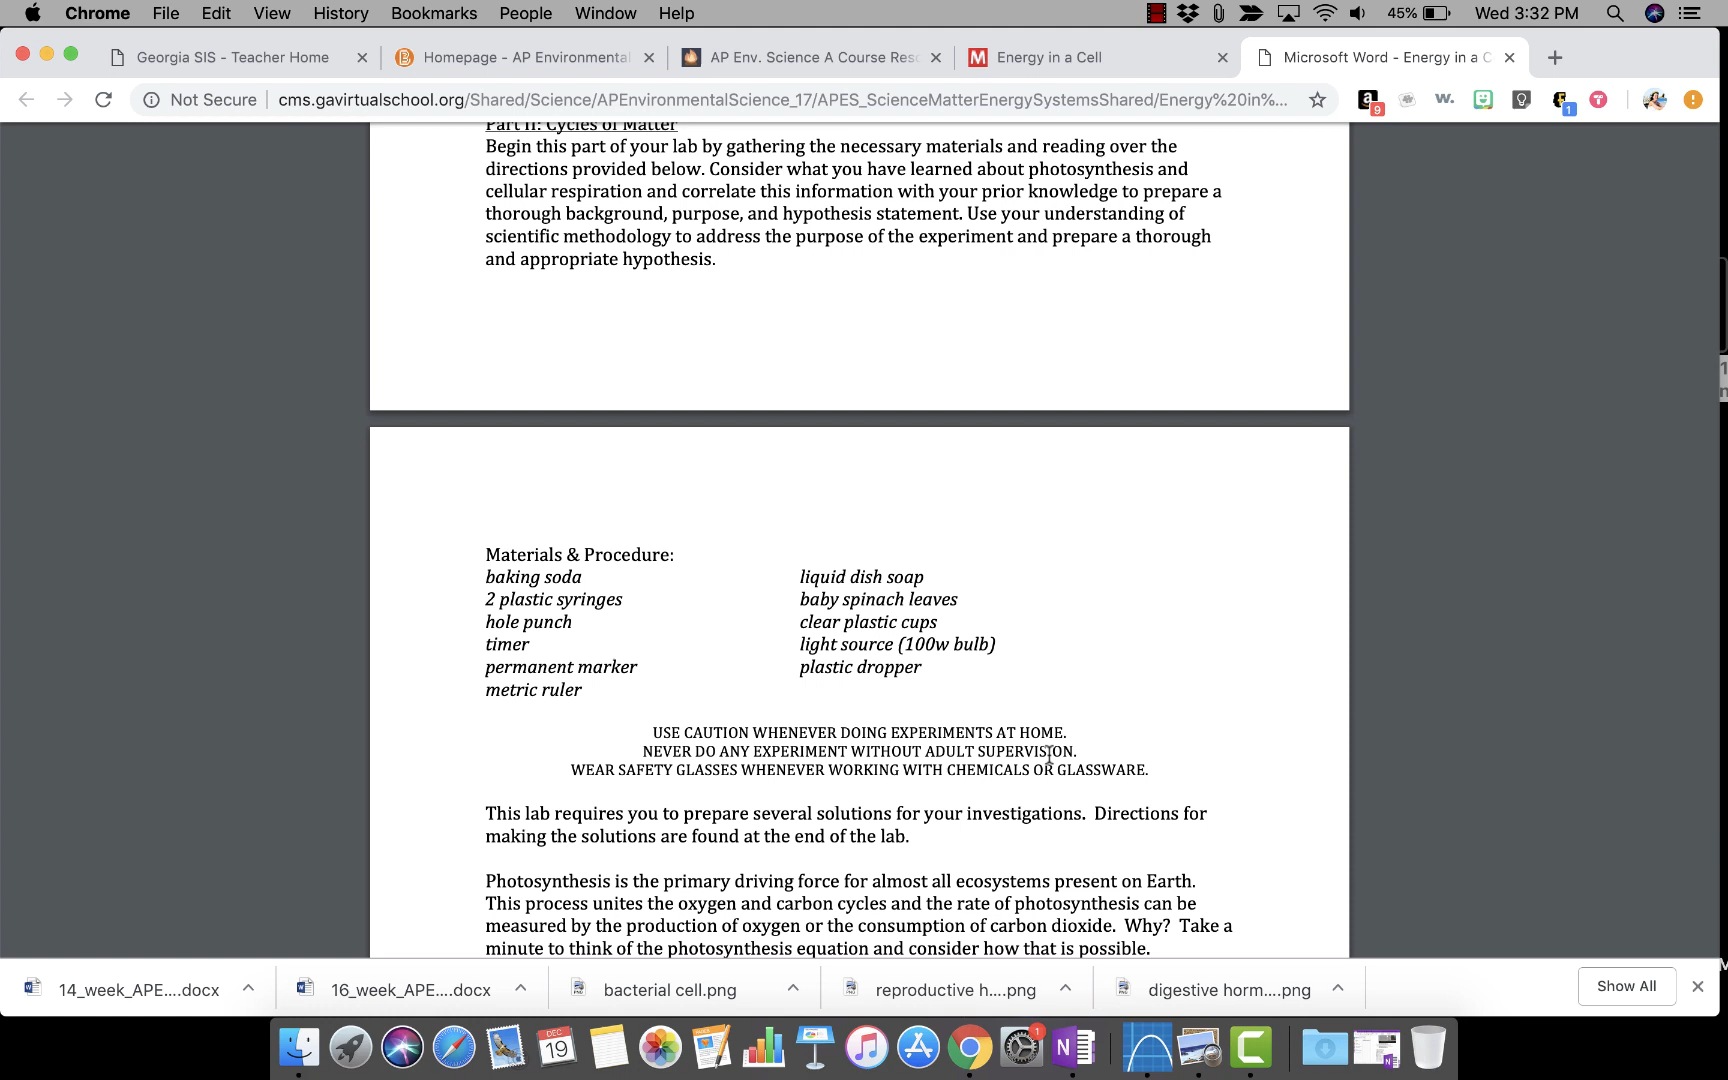 Chrome File Edit View History Bookmarks People Window Help 45% Wed 3:32 PM
Georgia SIS - Teacher Home
Homepage - AP Environmental
AP Env. Science A Course Reso
Energy in a Cell
Microsoft Word - Energy in a C
Not Secure | cms.gavirtualschool.org/Shared/Science/APEnvironmentalScience_17/APES_ScienceMatterEnergySystemsShared/Energy%20in%...
a 9 w. 1 T
Part II: Cycles of Matter
Begin this part of your lab by gathering the necessary materials and reading over the
directions provided below. Consider what you have learned about photosynthesis and
cellular respiration and correlate this information with your prior knowledge to prepare a
thorough background, purpose, and hypothesis statement. Use your understanding of
scientific methodology to address the purpose of the experiment and prepare a thorough
and appropriate hypothesis.
Materials & Procedure:
baking soda liquid dish soap
2 plastic syringes baby spinach leaves
hole punch clear plastic cups
timer light source (100w bulb)
permanent marker plastic dropper
metric ruler
USE CAUTION WHENEVER DOING EXPERIMENTS AT HOME.
NEVER DO ANY EXPERIMENT WITHOUT ADULT SUPERVISION.
WEAR SAFETY GLASSES WHENEVER WORKING WITH CHEMICALS OR GLASSWARE.
This lab requires you to prepare several solutions for your investigations. Directions for
making the solutions are found at the end of the lab.
Photosynthesis is the primary driving force for almost all ecosystems present on Earth.
This process unites the oxygen and carbon cycles and the rate of photosynthesis can be
measured by the production of oxygen or the consumption of carbon dioxide. Why? Take a
minute to think of the photosynthesis equation and consider how that is possible.
14_week_APE....docx
16_week_APE....docx
bacterial cell.png
reproductive h....png
digestive horm....png
Show All
DEC
19
1
N
C